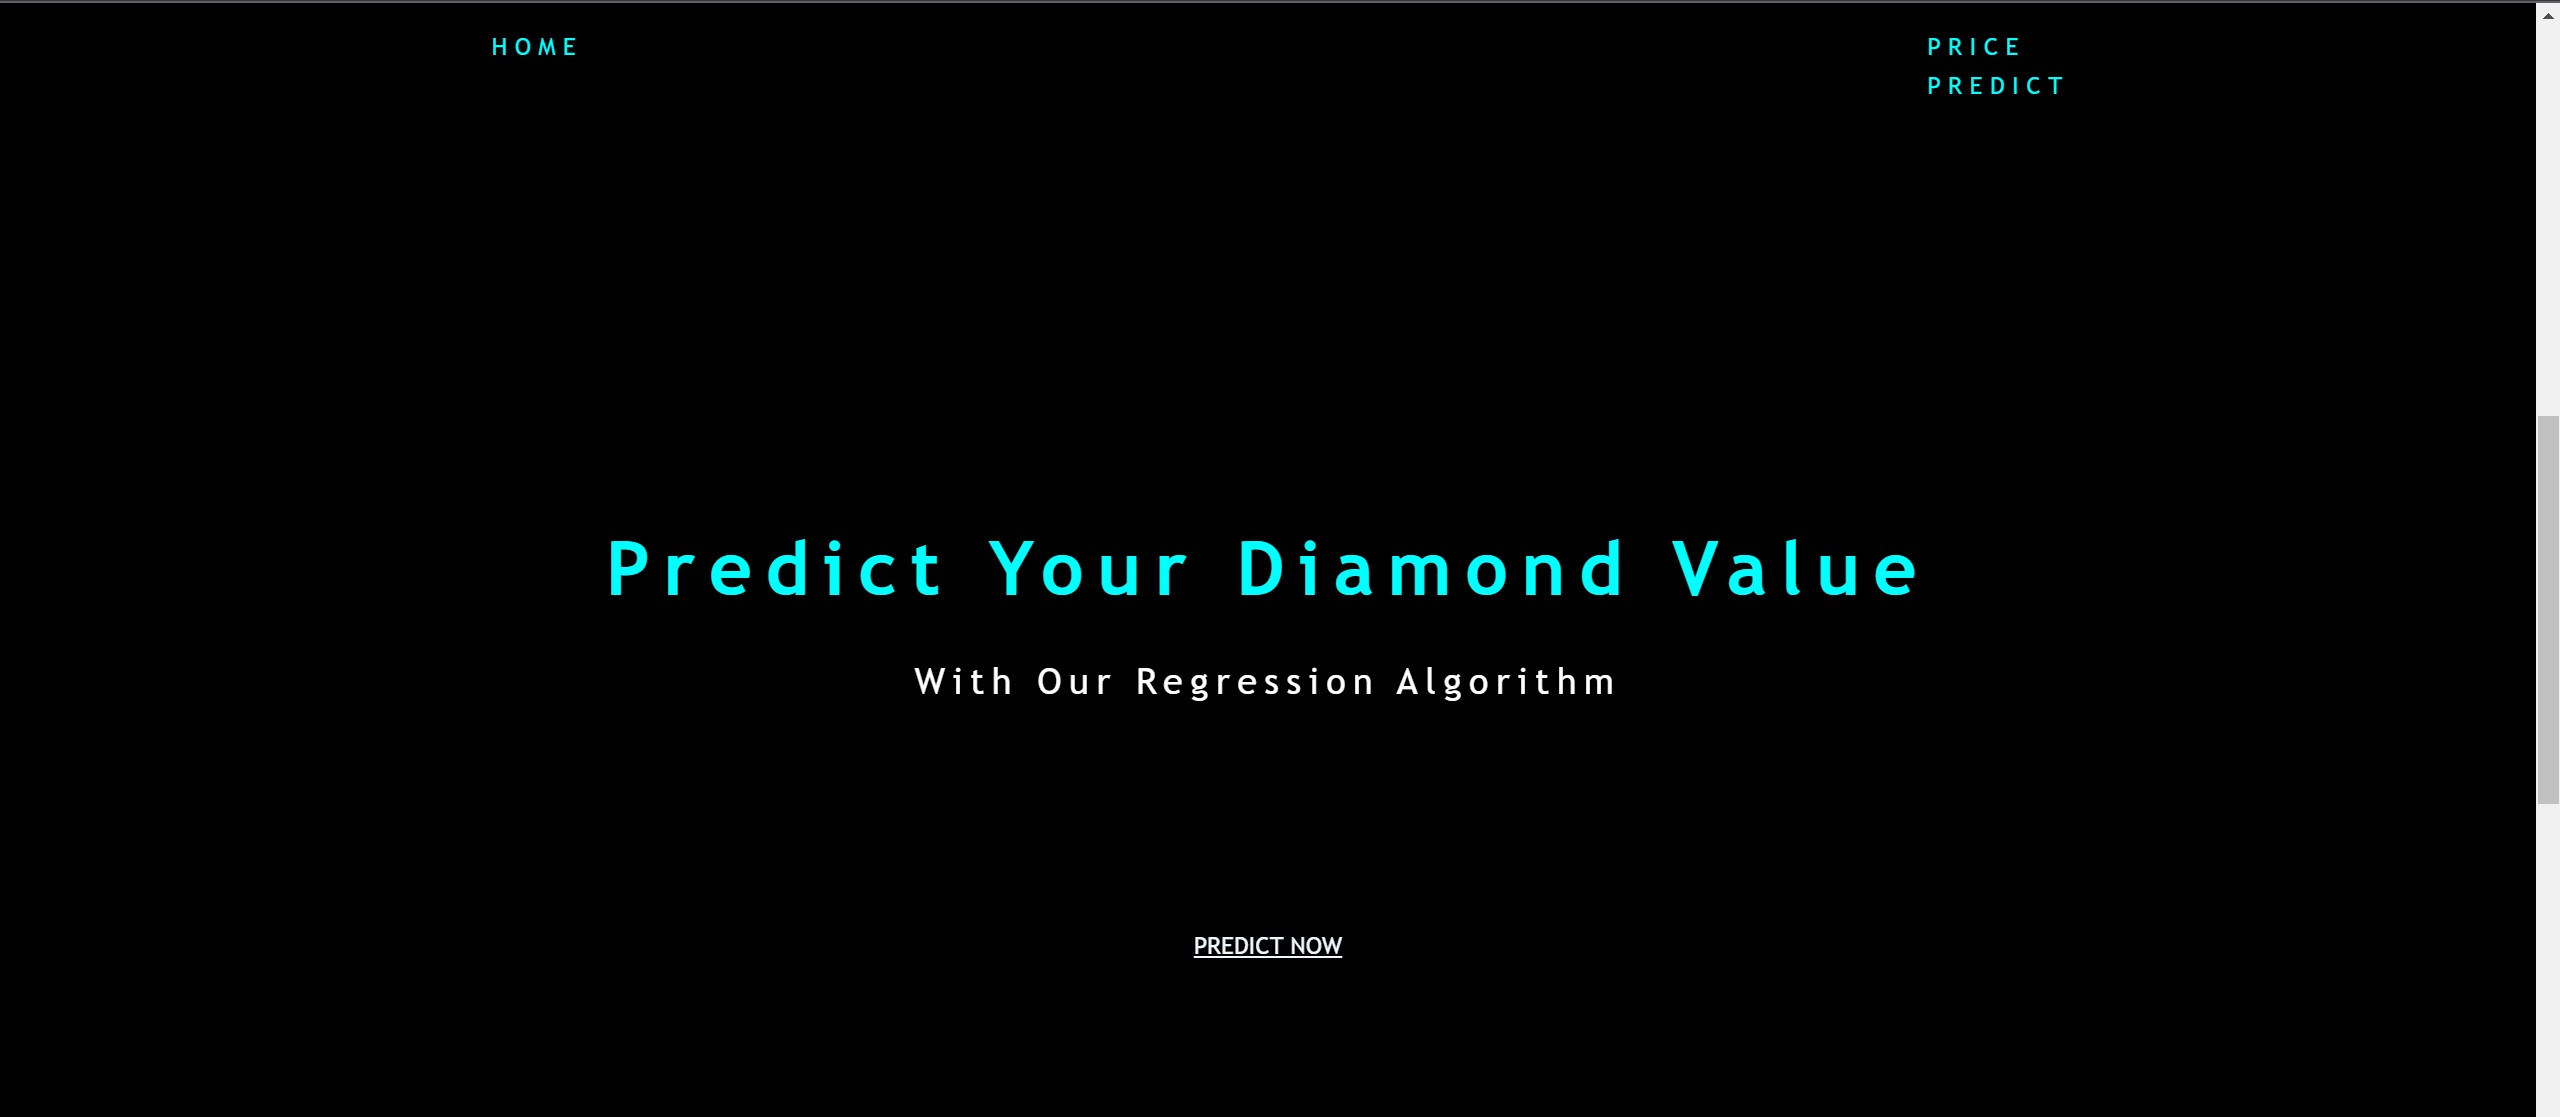 HOME
PRICE
PREDICT
Predict Your Diamond Value
With Our Regression Algorithm
PREDICT NOW